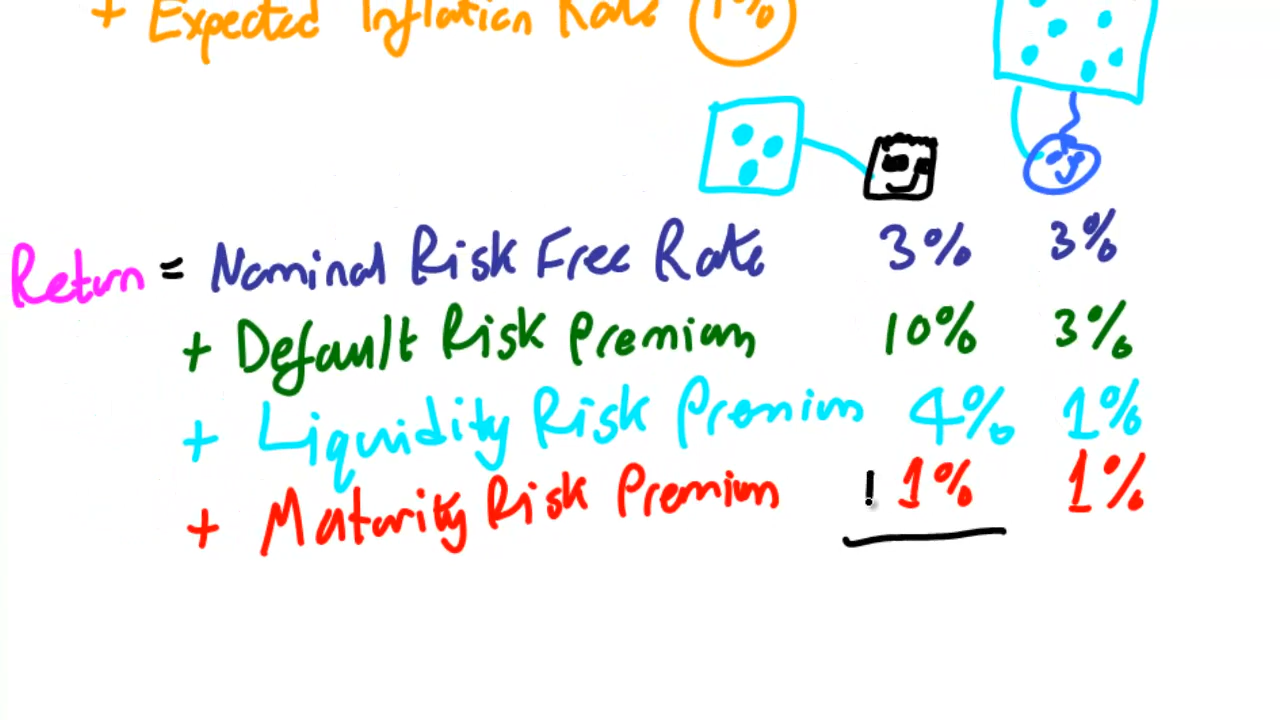 + Expected Inflation Rate 1%
Return = Nominal Risk Free Rate 3% 3%
+ Default Risk Premium 10% 3%
+ Liquidity Risk Premium 4% 1%
+ Maturity Risk Premium 1% 1%